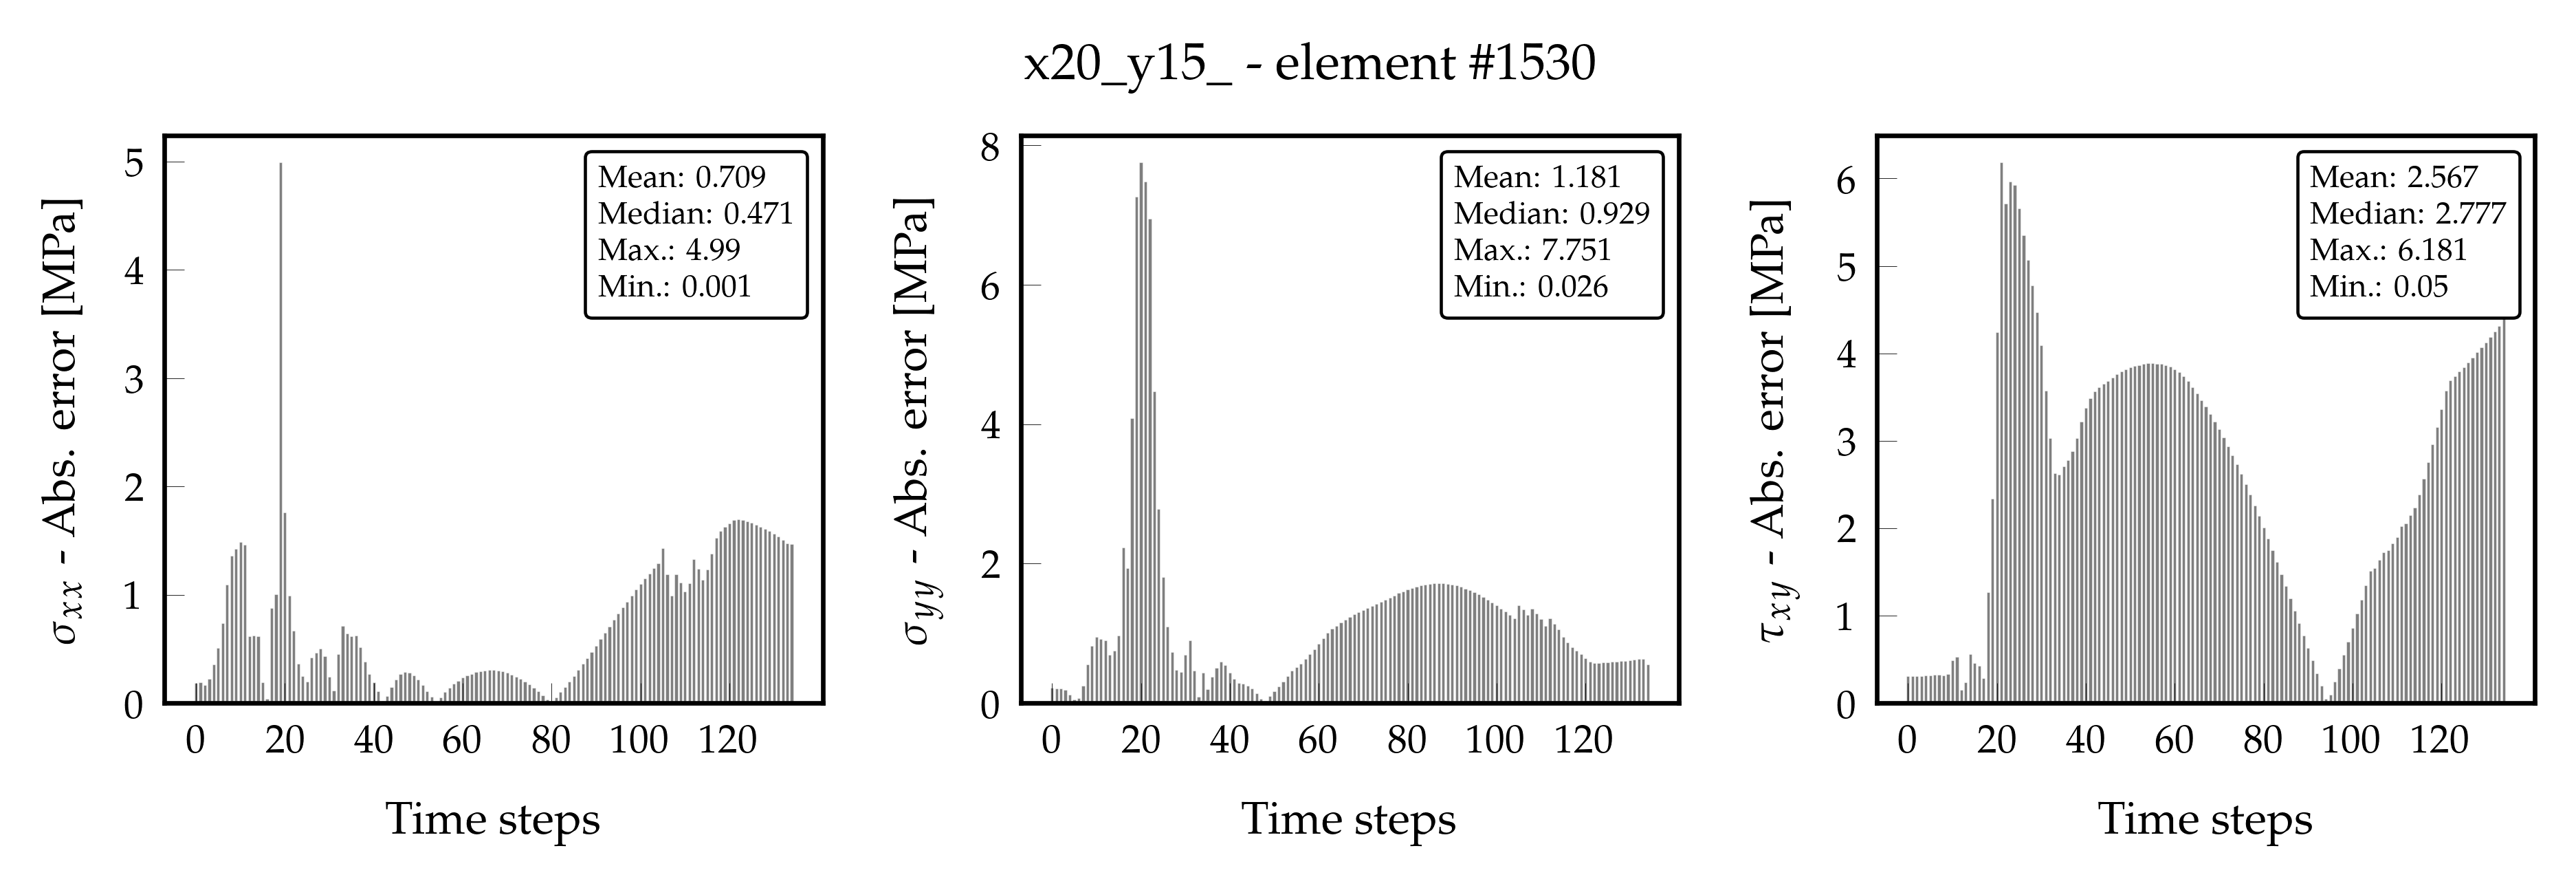 x20_y15_ - element #1530
σxx - Abs. error [MPa]
5
4
3
2
1
0
Mean: 0.709
Median: 0.471
Max.: 4.99
Min.: 0.001
0 20 40 60 80 100 120
Time steps
σyy - Abs. error [MPa]
8
6
4
2
0
Mean: 1.181
Median: 0.929
Max.: 7.751
Min.: 0.026
0 20 40 60 80 100 120
Time steps
τxy - Abs. error [MPa]
6
5
4
3
2
1
0
Mean: 2.567
Median: 2.777
Max.: 6.181
Min.: 0.05
0 20 40 60 80 100 120
Time steps